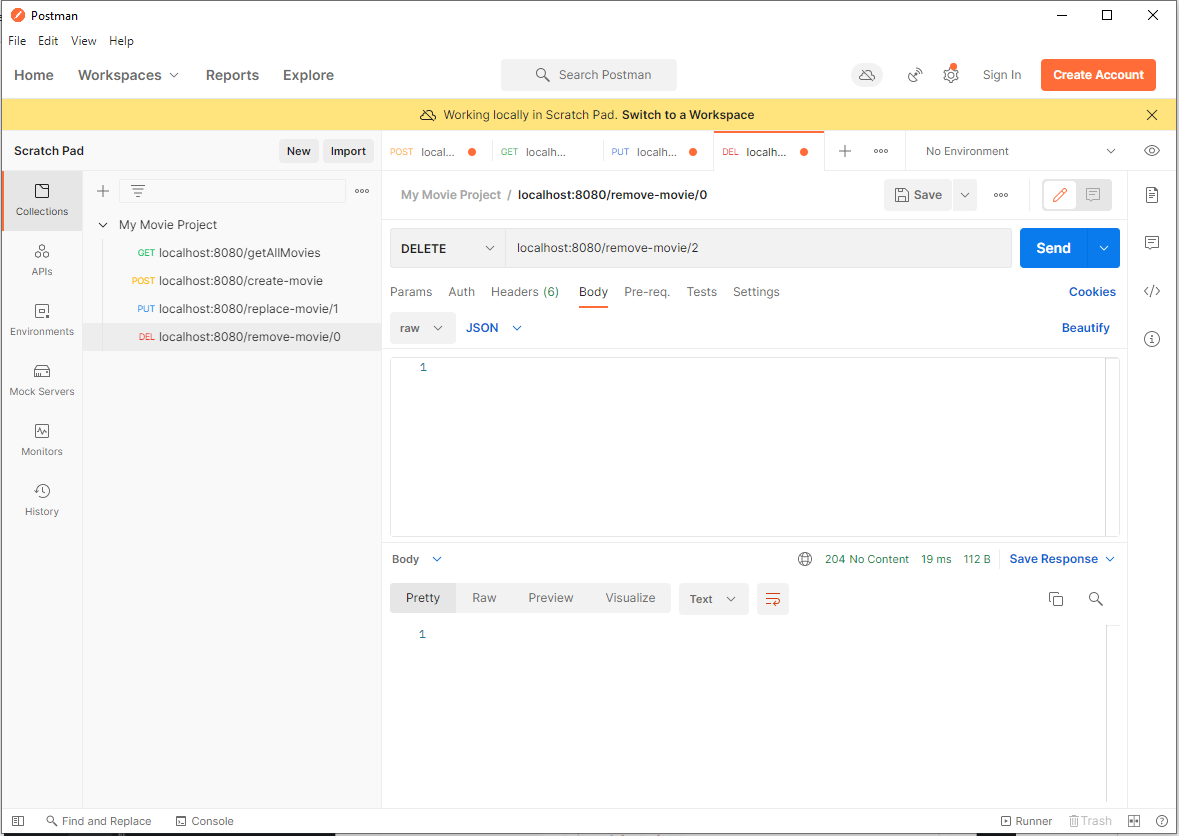 Postman
File Edit View Help
Home Workspaces Reports Explore Search Postman Sign In Create Account
Working locally in Scratch Pad. Switch to a Workspace
Scratch Pad New Import POST local... GET localh... PUT localh... DEL localh... No Environment
Collections
APIs
Environments
Mock Servers
Monitors
History
My Movie Project
GET localhost:8080/getAllMovies
POST localhost:8080/create-movie
PUT localhost:8080/replace-movie/1
DEL localhost:8080/remove-movie/0
My Movie Project / localhost:8080/remove-movie/0 Save
DELETE localhost:8080/remove-movie/2 Send
Params Auth Headers (6) Body Pre-req. Tests Settings Cookies
raw JSON Beautify
1
Body 204 No Content 19 ms 112 B Save Response
Pretty Raw Preview Visualize Text
1
Find and Replace Console Runner Trash